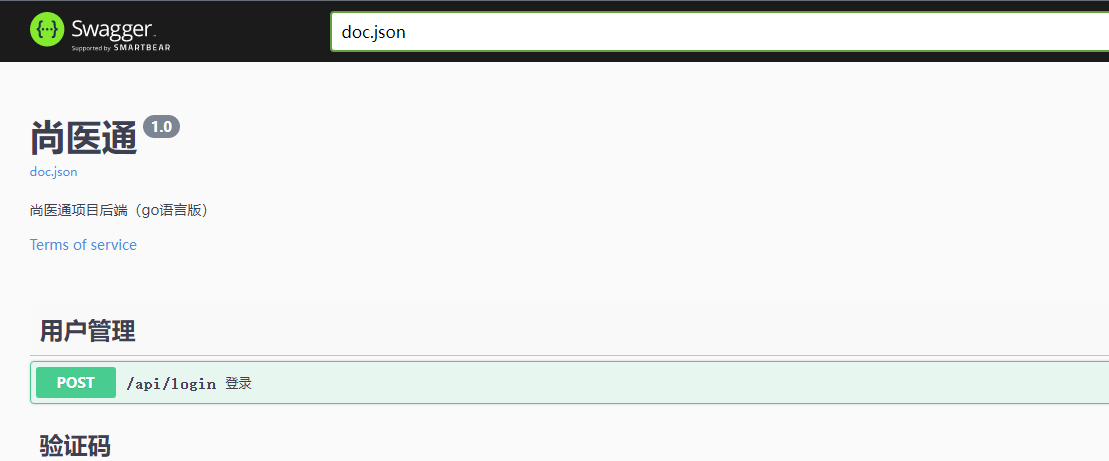 Swagger
Supported by SMARTBEAR
doc.json
尚医通 1.0
doc.json
尚医通项目后端（go语言版）
Terms of service
用户管理
POST /api/login 登录
验证码